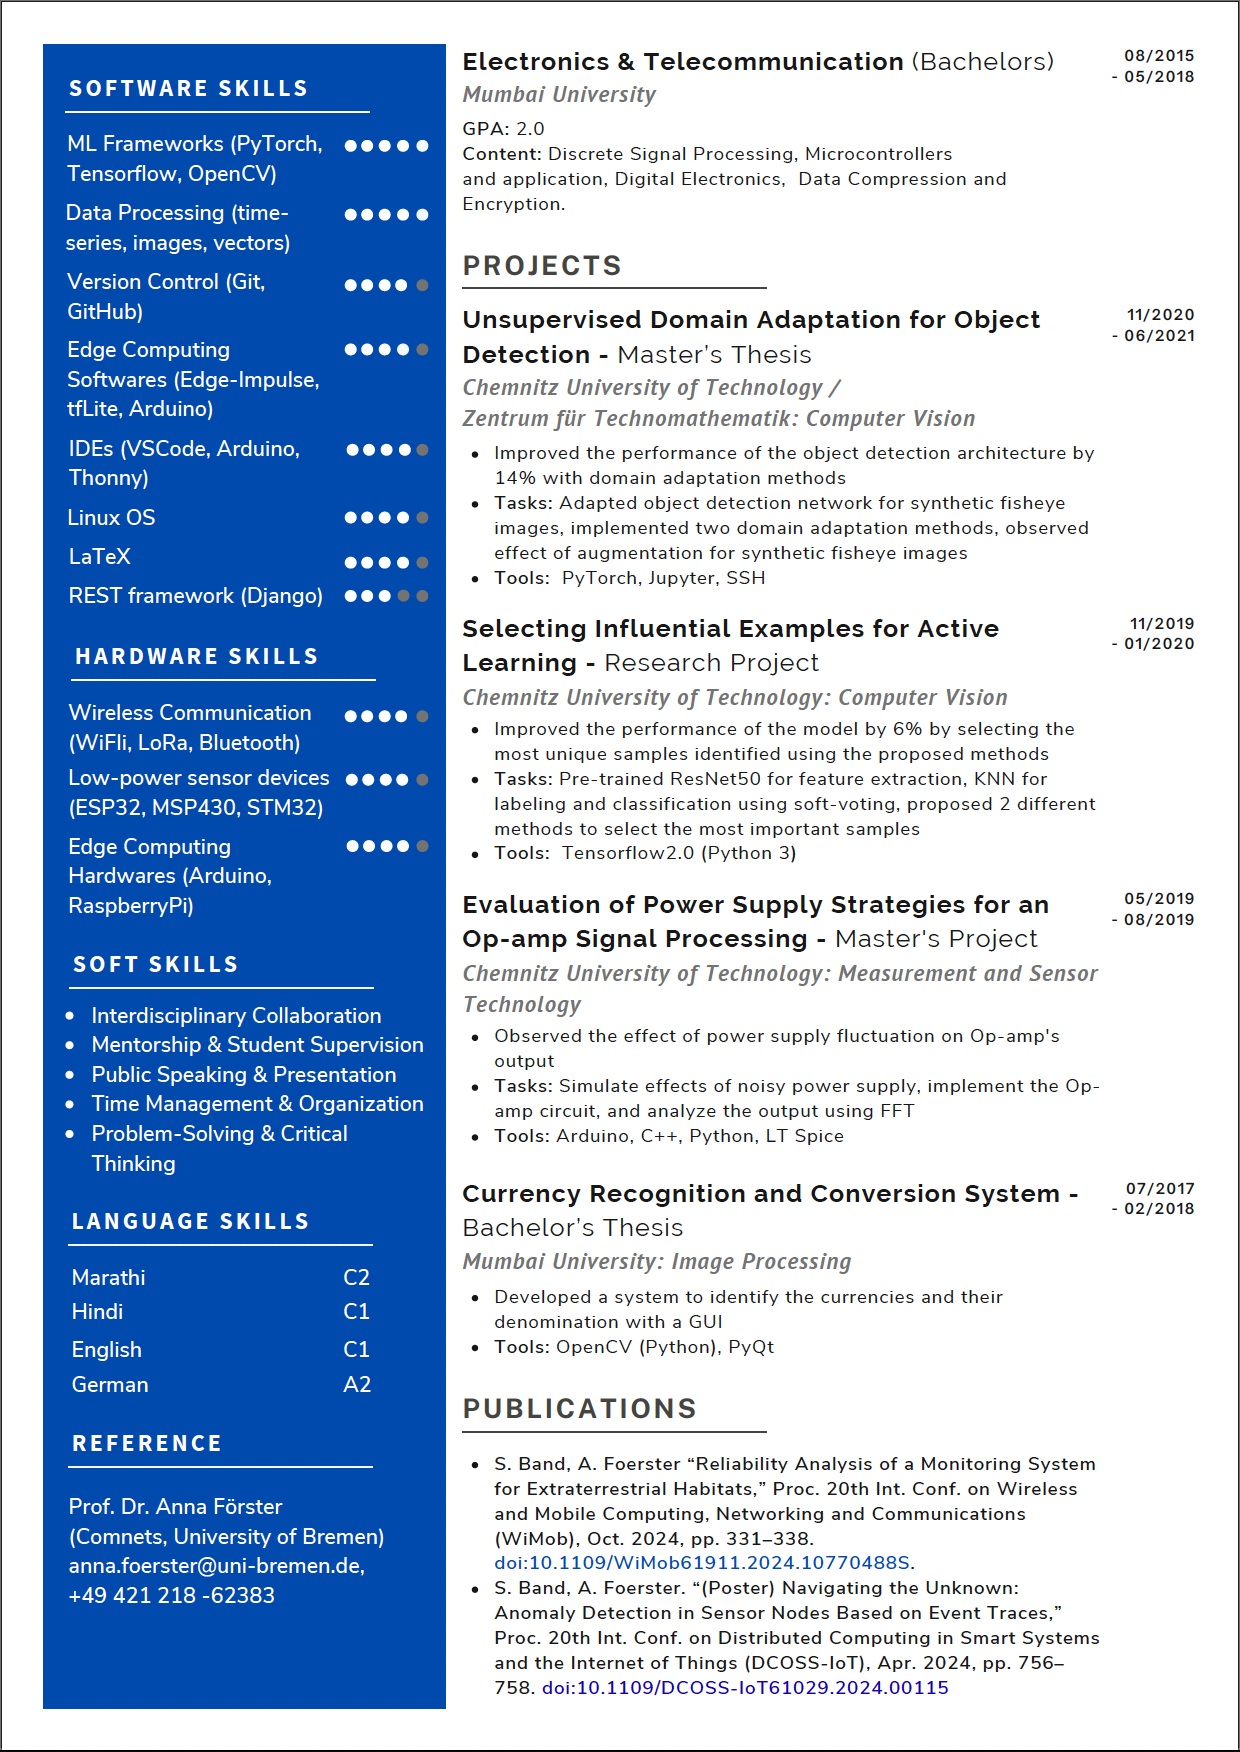 SOFTWARE SKILLS
ML Frameworks (PyTorch,
Tensorflow, OpenCV)
Data Processing (time-
series, images, vectors)
Version Control (Git,
GitHub)
Edge Computing
Softwares (Edge-Impulse,
tfLite, Arduino)
IDEs (VSCode, Arduino,
Thonny)
Linux OS
LaTeX
REST framework (Django)
HARDWARE SKILLS
Wireless Communication
(WiFIi, LoRa, Bluetooth)
Low-power sensor devices
(ESP32, MSP430, STM32)
Edge Computing
Hardwares (Arduino,
RaspberryPi)
SOFT SKILLS
• Interdisciplinary Collaboration
• Mentorship & Student Supervision
• Public Speaking & Presentation
• Time Management & Organization
• Problem-Solving & Critical
Thinking
LANGUAGE SKILLS
Marathi C2
Hindi C1
English C1
German A2
REFERENCE
Prof. Dr. Anna Förster
(Comnets, University of Bremen)
anna.foerster@uni-bremen.de,
+49 421 218 -62383
Electronics & Telecommunication (Bachelors) 08/2015
- 05/2018
Mumbai University
GPA: 2.0
Content: Discrete Signal Processing, Microcontrollers
and application, Digital Electronics,  Data Compression and
Encryption.
PROJECTS
Unsupervised Domain Adaptation for Object 11/2020
Detection - Master’s Thesis - 06/2021
Chemnitz University of Technology /
Zentrum für Technomathematik: Computer Vision
• Improved the performance of the object detection architecture by
14% with domain adaptation methods
• Tasks: Adapted object detection network for synthetic fisheye
images, implemented two domain adaptation methods, observed
effect of augmentation for synthetic fisheye images
• Tools:  PyTorch, Jupyter, SSH
Selecting Influential Examples for Active 11/2019
Learning - Research Project - 01/2020
Chemnitz University of Technology: Computer Vision
• Improved the performance of the model by 6% by selecting the
most unique samples identified using the proposed methods
• Tasks: Pre-trained ResNet50 for feature extraction, KNN for
labeling and classification using soft-voting, proposed 2 different
methods to select the most important samples
• Tools:  Tensorflow2.0 (Python 3)
Evaluation of Power Supply Strategies for an 05/2019
Op-amp Signal Processing - Master's Project - 08/2019
Chemnitz University of Technology: Measurement and Sensor
Technology
• Observed the effect of power supply fluctuation on Op-amp's
output
• Tasks: Simulate effects of noisy power supply, implement the Op-
amp circuit, and analyze the output using FFT
• Tools: Arduino, C++, Python, LT Spice
Currency Recognition and Conversion System - 07/2017
Bachelor’s Thesis - 02/2018
Mumbai University: Image Processing
• Developed a system to identify the currencies and their
denomination with a GUI
• Tools: OpenCV (Python), PyQt
PUBLICATIONS
• S. Band, A. Foerster “Reliability Analysis of a Monitoring System
for Extraterrestrial Habitats,” Proc. 20th Int. Conf. on Wireless
and Mobile Computing, Networking and Communications
(WiMob), Oct. 2024, pp. 331–338.
doi:10.1109/WiMob61911.2024.10770488S.
• S. Band, A. Foerster. “(Poster) Navigating the Unknown:
Anomaly Detection in Sensor Nodes Based on Event Traces,”
Proc. 20th Int. Conf. on Distributed Computing in Smart Systems
and the Internet of Things (DCOSS-IoT), Apr. 2024, pp. 756–
758. doi:10.1109/DCOSS-IoT61029.2024.00115